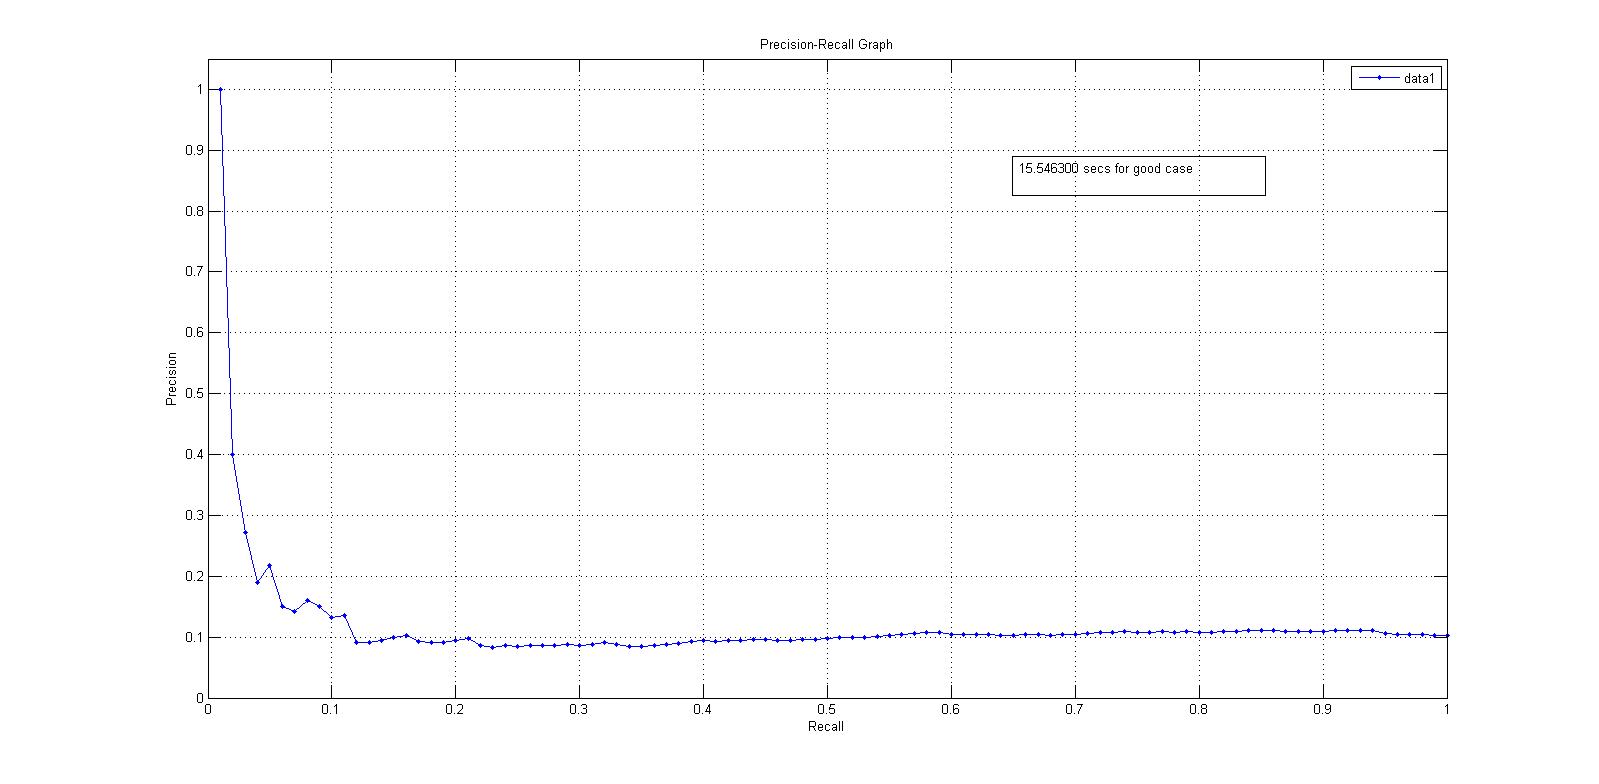 Precision-Recall Graph
data1
15.546300 secs for good case
1
0.9
0.8
0.7
0.6
0.5
0.4
0.3
0.2
0.1
0
Precision
0 0.1 0.2 0.3 0.4 0.5 0.6 0.7 0.8 0.9 1
Recall